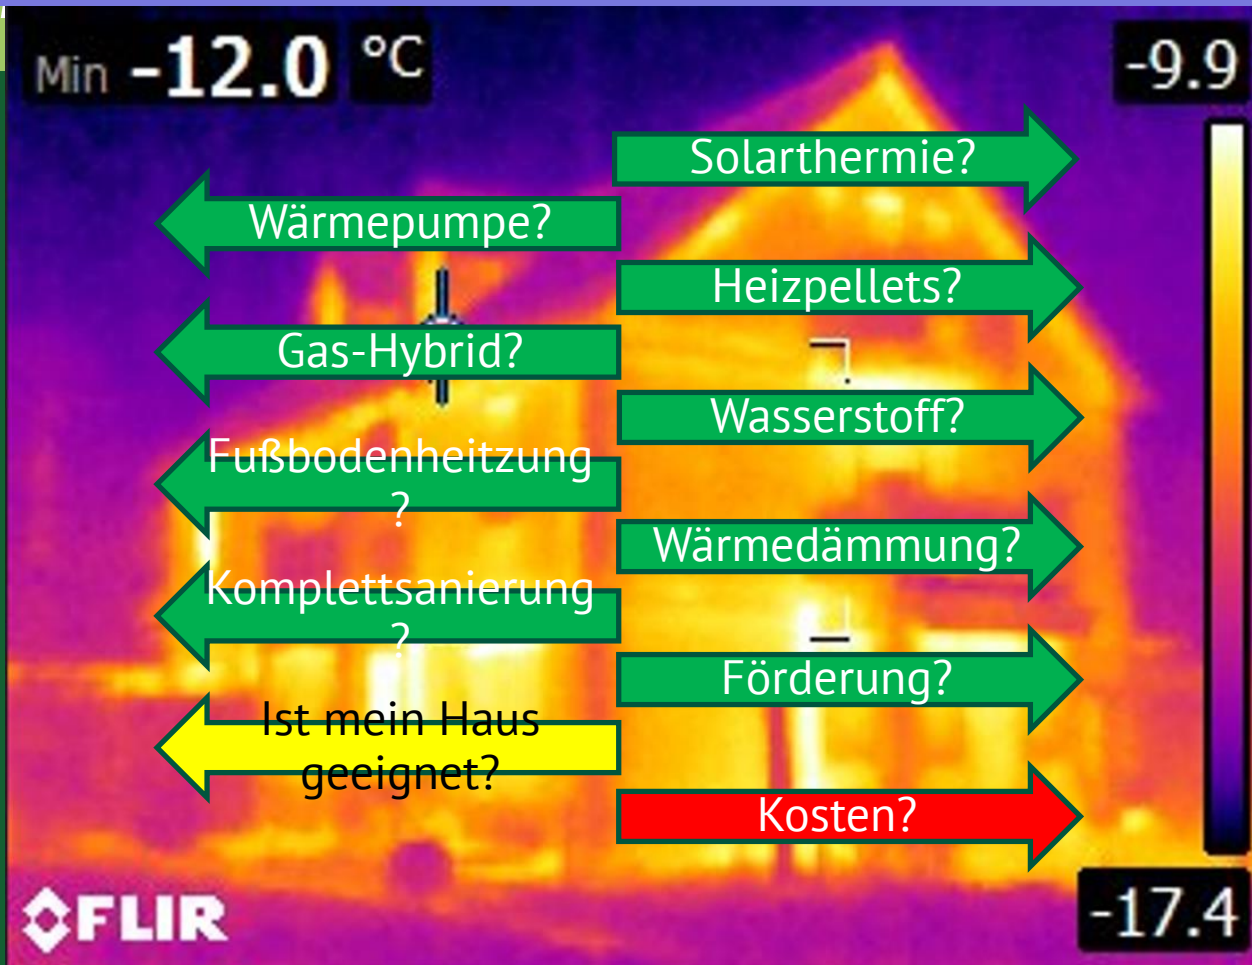 Min -12.0 °C
-9.9
Solarthermie?
Wärmepumpe?
Heizpellets?
Gas-Hybrid?
Wasserstoff?
Fußbodenheitzung
?
Wärmedämmung?
Komplettsanierung
?
Förderung?
Ist mein Haus
geeignet?
Kosten?
-17.4
FLIR